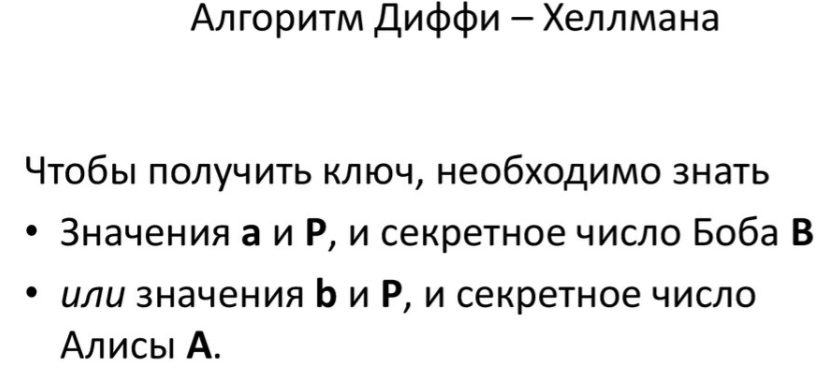 Алгоритм Диффи – Хеллмана
Чтобы получить ключ, необходимо знать
• Значения a и P, и секретное число Боба B
• или значения b и P, и секретное число
Алисы A.